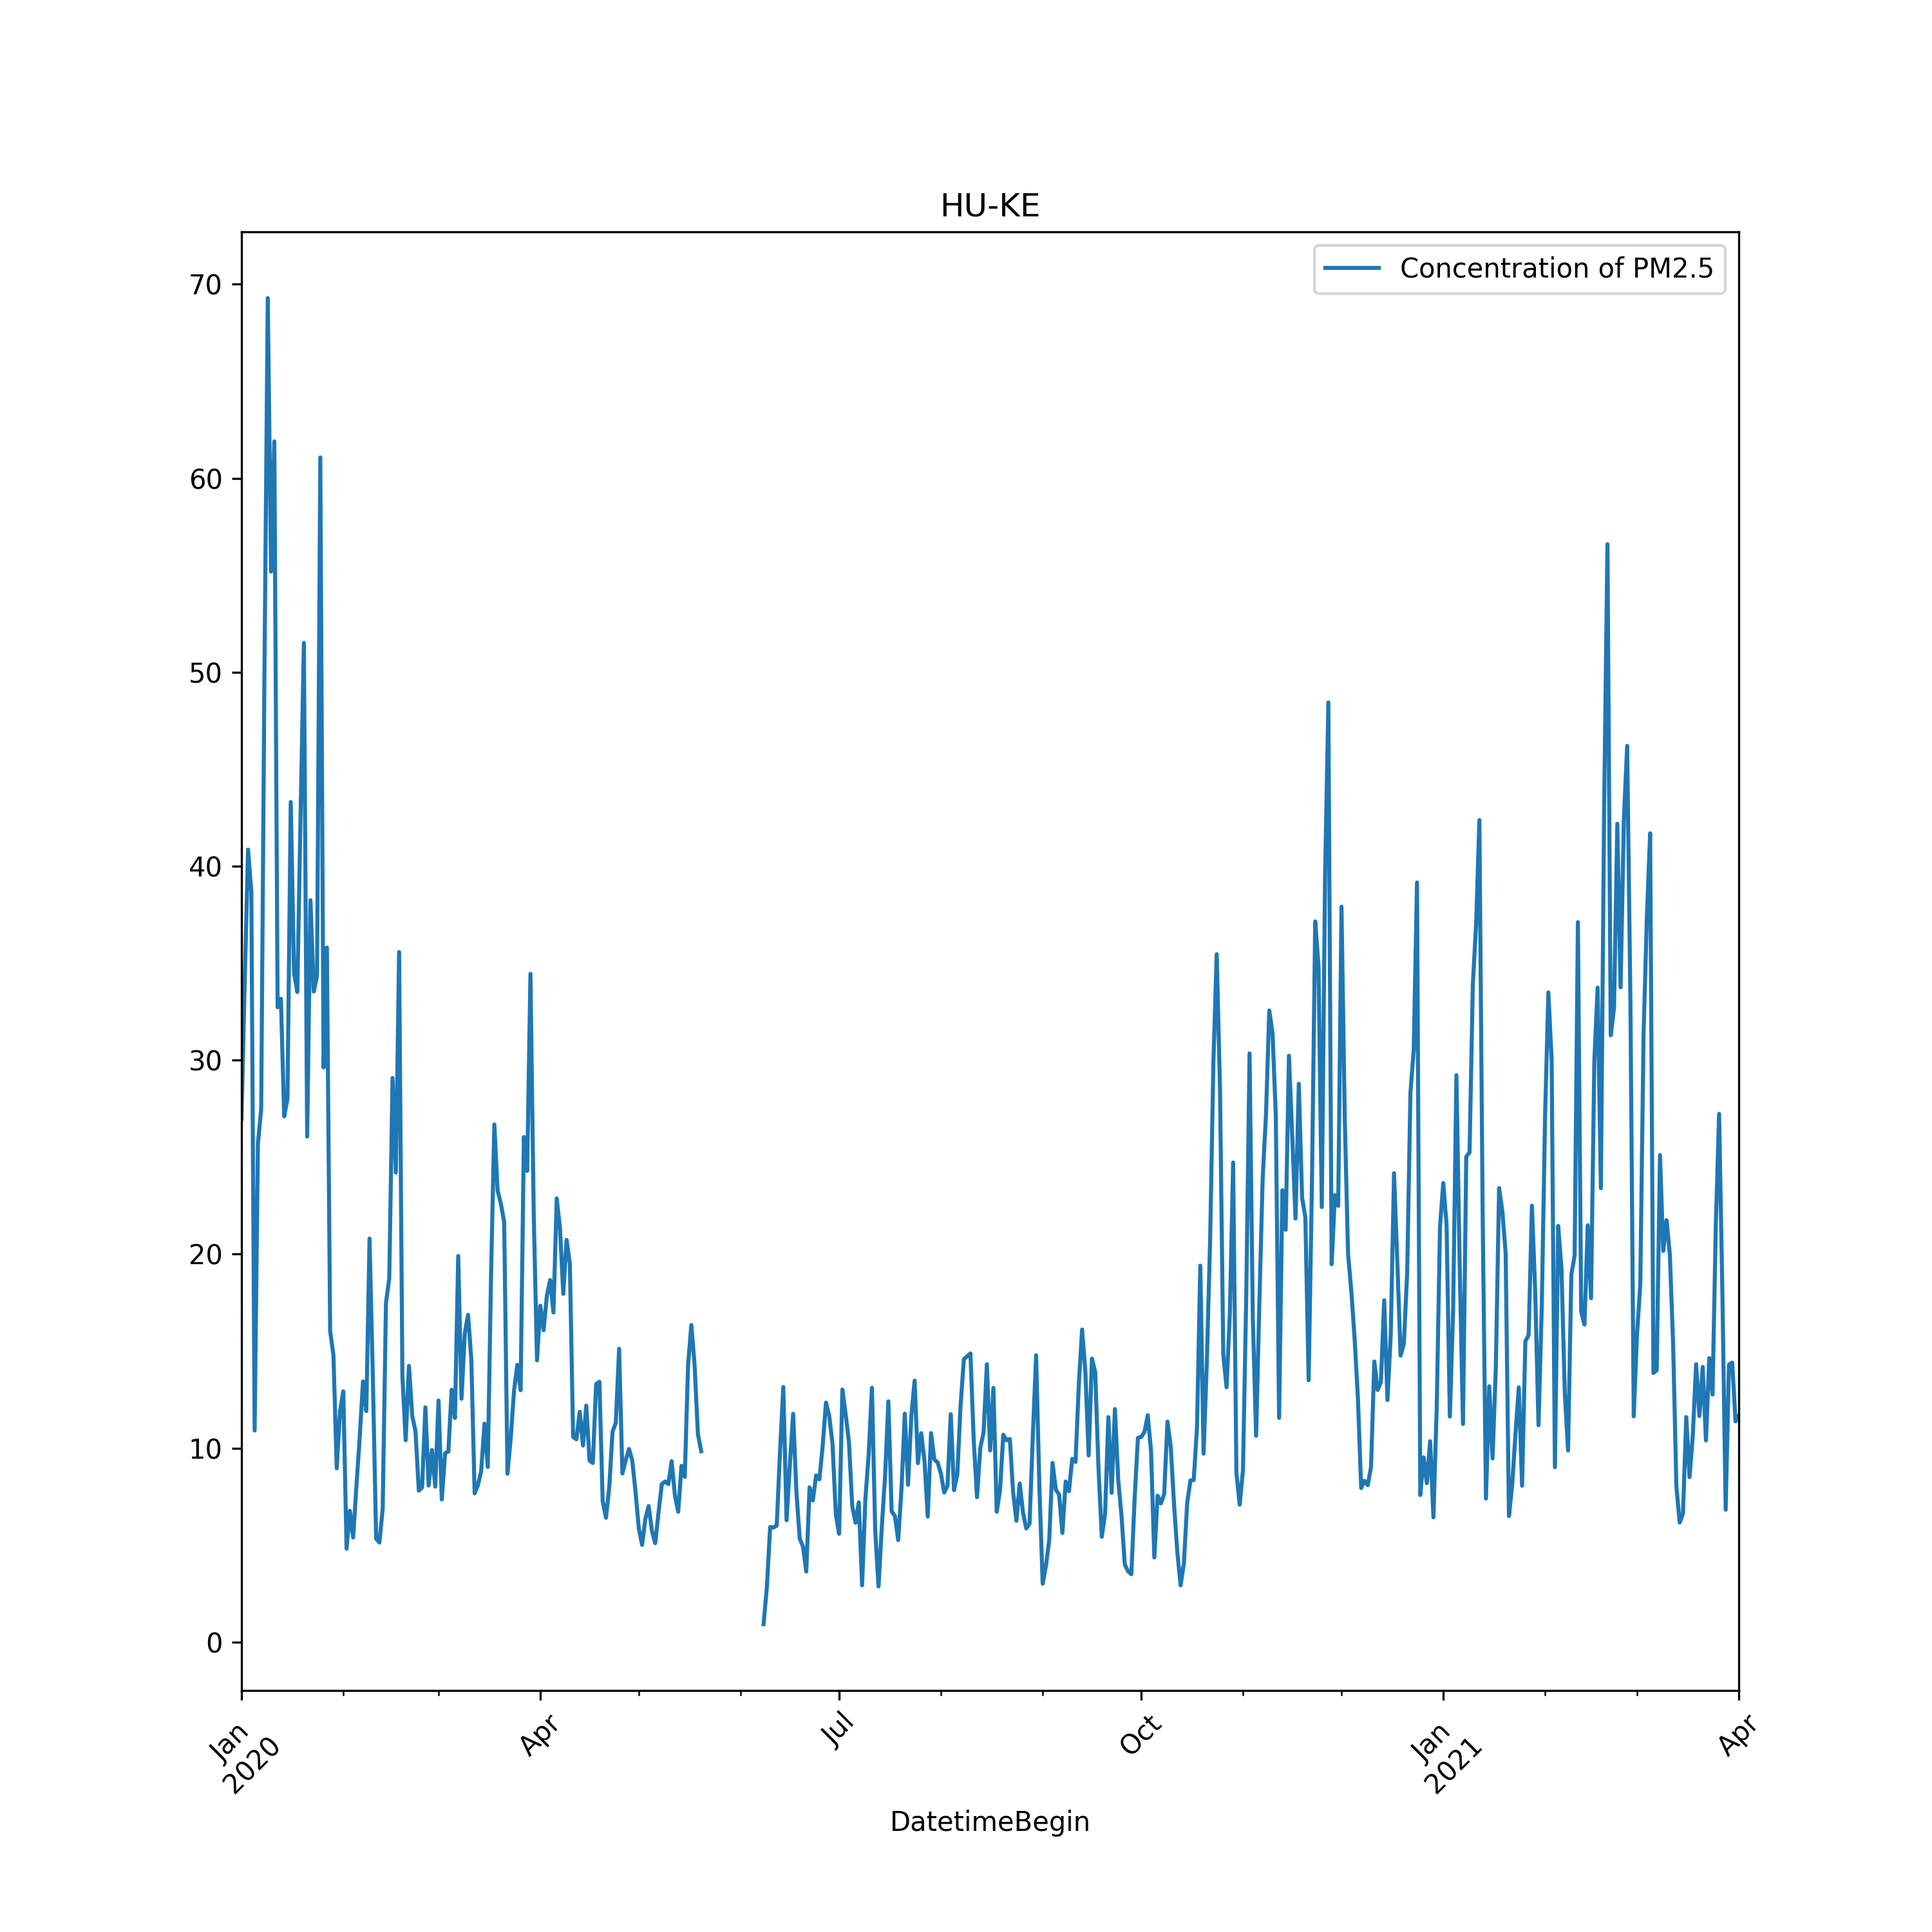 HU-KE
Concentration of PM2.5
70
60
50
40
30
20
10
0
Jan
2020
Apr
Jul
Oct
Jan
2021
Apr
DatetimeBegin